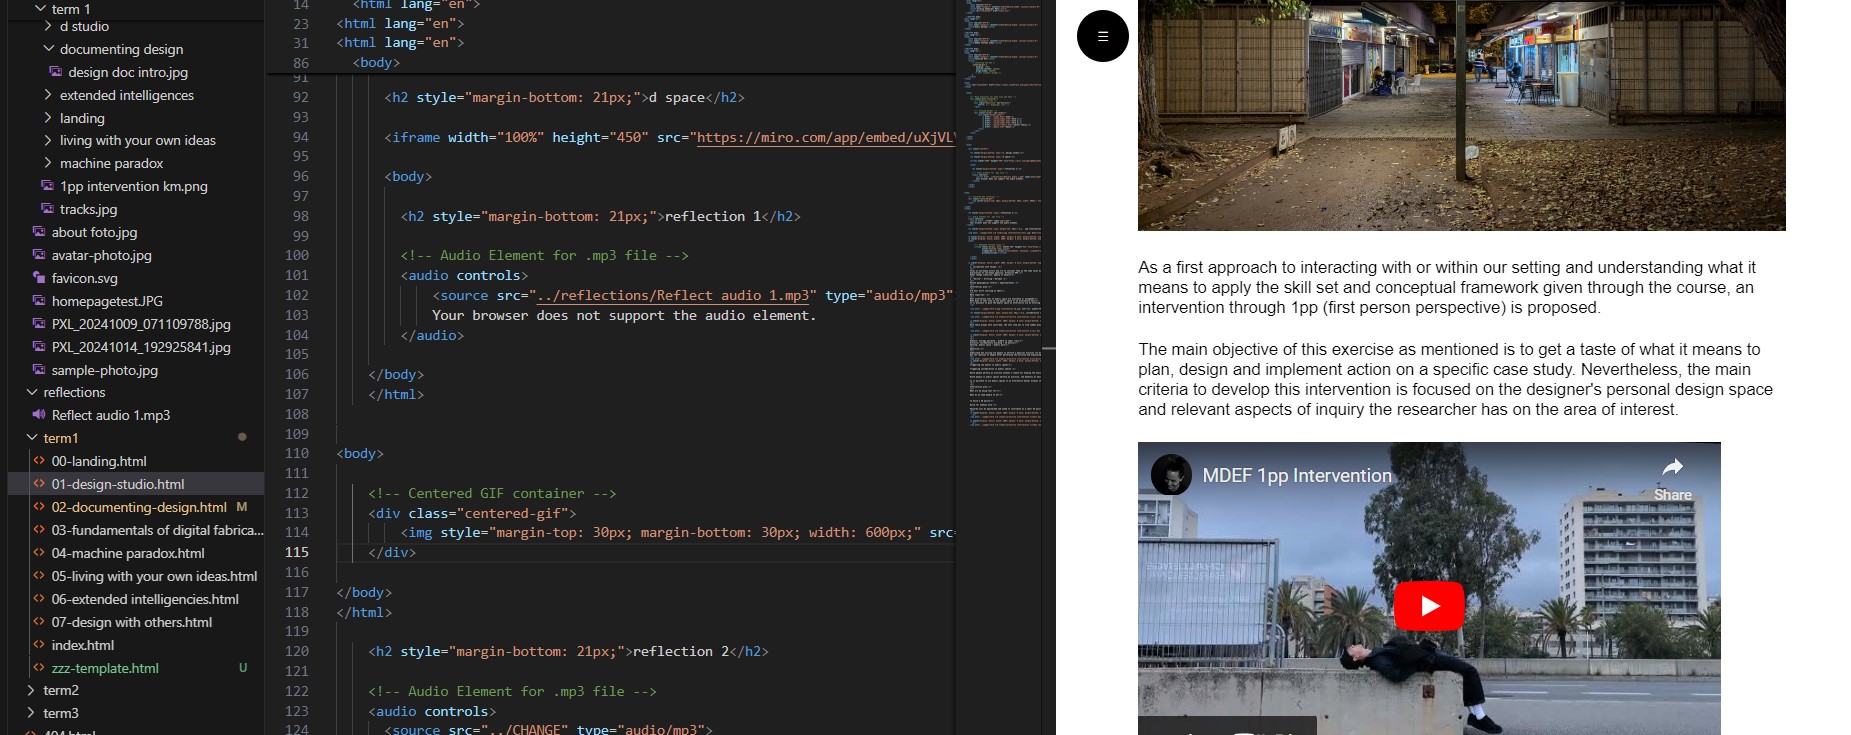 term 1
d studio
documenting design
design doc intro.jpg
extended intelligences
landing
living with your own ideas
machine paradox
1pp intervention km.png
tracks.jpg
about foto.jpg
avatar-photo.jpg
favicon.svg
homepagetest.JPG
PXL_20241009_071109788.jpg
PXL_20241014_192925841.jpg
sample-photo.jpg
reflections
Reflect audio 1.mp3
term1
00-landing.html
01-design-studio.html
02-documenting-design.html M
03-fundamentals of digital fabrica...
04-machine paradox.html
05-living with your own ideas.html
06-extended intelligencies.html
07-design with others.html
index.html
zzz-template.html U
term2
term3
404.html
14 <html lang="en">
23 <html lang="en">
31 <html lang="en">
86 <body>
91
92 <h2 style="margin-bottom: 21px;">d space</h2>
93
94 <iframe width="100%" height="450" src="https://miro.com/app/embed/uXjVL
95
96 <body>
97
98 <h2 style="margin-bottom: 21px;">reflection 1</h2>
99
100 <!-- Audio Element for .mp3 file -->
101 <audio controls>
102 <source src="../reflections/Reflect audio 1.mp3" type="audio/mp3"
103 Your browser does not support the audio element.
104 </audio>
105
106 </body>
107 </html>
108
109
110 <body>
111
112 <!-- Centered GIF container -->
113 <div class="centered-gif">
114 <img style="margin-top: 30px; margin-bottom: 30px; width: 600px;" src=
115 </div>
116
117 </body>
118 </html>
119
120 <h2 style="margin-bottom: 21px;">reflection 2</h2>
121
122 <!-- Audio Element for .mp3 file -->
123 <audio controls>
124 <source src="../CHANGE" type="audio/mp3">
As a first approach to interacting with or within our setting and understanding what it
means to apply the skill set and conceptual framework given through the course, an
intervention through 1pp (first person perspective) is proposed.
The main objective of this exercise as mentioned is to get a taste of what it means to
plan, design and implement action on a specific case study. Nevertheless, the main
criteria to develop this intervention is focused on the designer's personal design space
and relevant aspects of inquiry the researcher has on the area of interest.
MDEF 1pp Intervention
Share